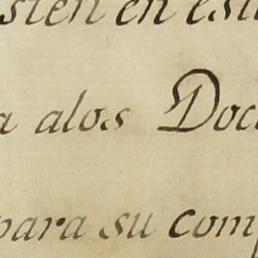 sten en est
a alos Doc
para su com